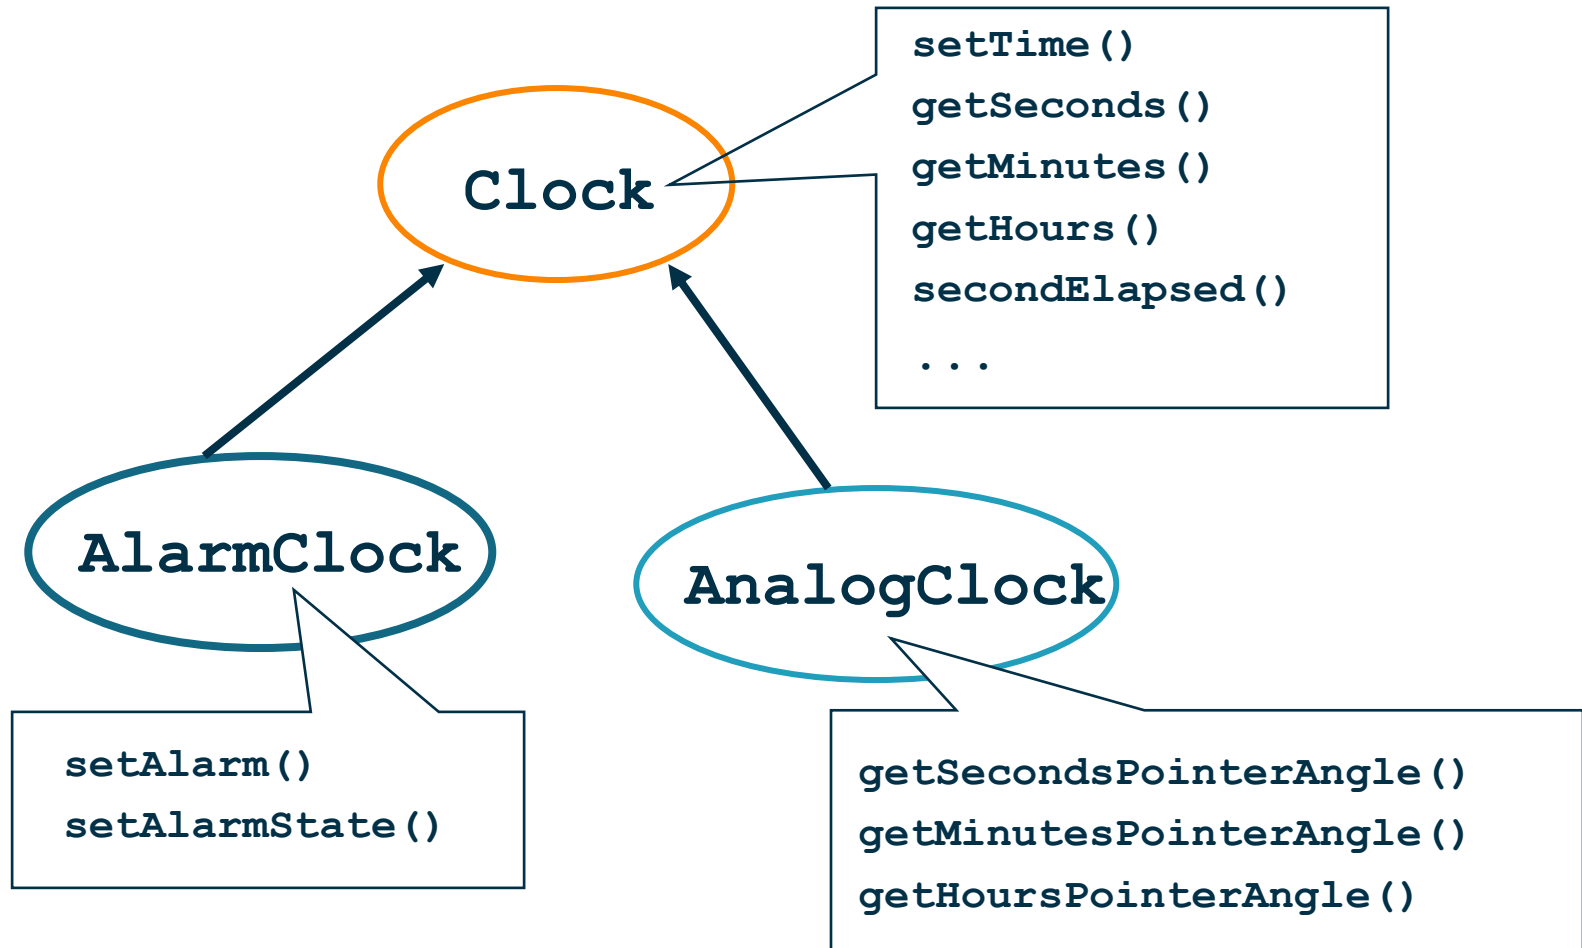 setTime()
getSeconds()
getMinutes()
getHours()
secondElapsed()
...
Clock
AlarmClock
AnalogClock
setAlarm()
setAlarmState()
getSecondsPointerAngle()
getMinutesPointerAngle()
getHoursPointerAngle()